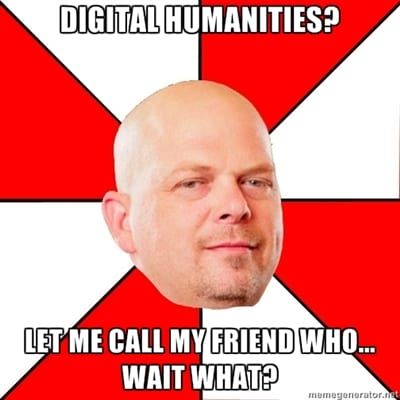 DIGITAL HUMANITIES?
LET ME CALL MY FRIEND WHO...
WAIT WHAT?
memegenerator.net